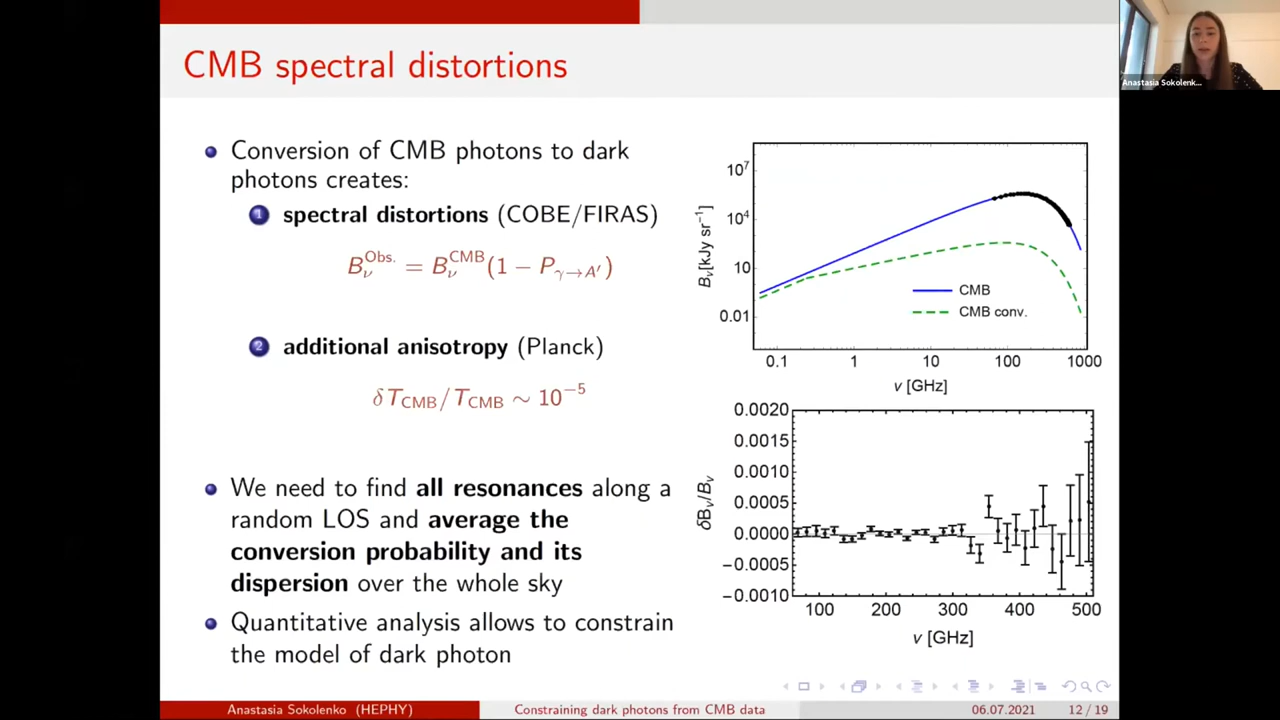 CMB spectral distortions
Conversion of CMB photons to dark
photons creates:
1 spectral distortions (COBE/FIRAS)
B_ν^Obs. = B_ν^CMB(1 − P_γ→A′)
2 additional anisotropy (Planck)
δT_CMB/T_CMB ∼ 10^−5
We need to find all resonances along a
random LOS and average the
conversion probability and its
dispersion over the whole sky
Quantitative analysis allows to constrain
the model of dark photon
B_ν[kJy sr^−1]
10^7
10^4
10
0.01
CMB
CMB conv.
0.1 1 10 100 1000
ν [GHz]
δB_ν/B_ν
0.0020
0.0015
0.0010
0.0005
0.0000
−0.0005
−0.0010
100 200 300 400 500
ν [GHz]
Anastasia Sokolenko (HEPHY) Constraining dark photons from CMB data 06.07.2021 12 / 19
Anastasia Sokolenk...